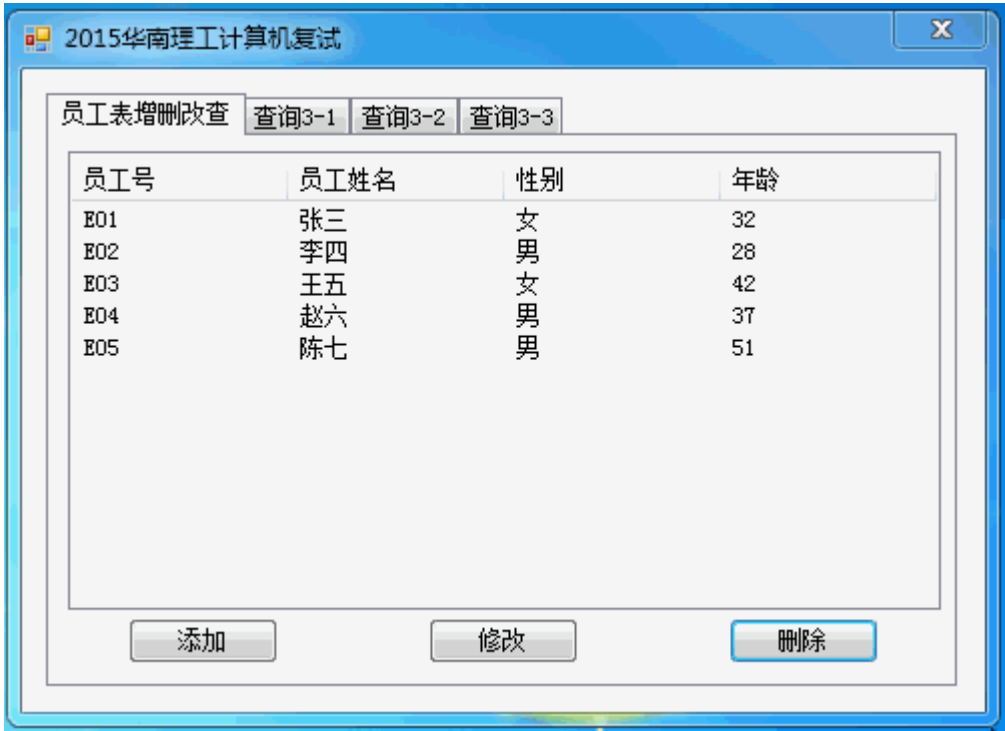 2015华南理工计算机复试
员工表增删改查 查询3-1 查询3-2 查询3-3
员工号 员工姓名 性别 年龄
E01 张三 女 32
E02 李四 男 28
E03 王五 女 42
E04 赵六 男 37
E05 陈七 男 51
添加 修改 删除